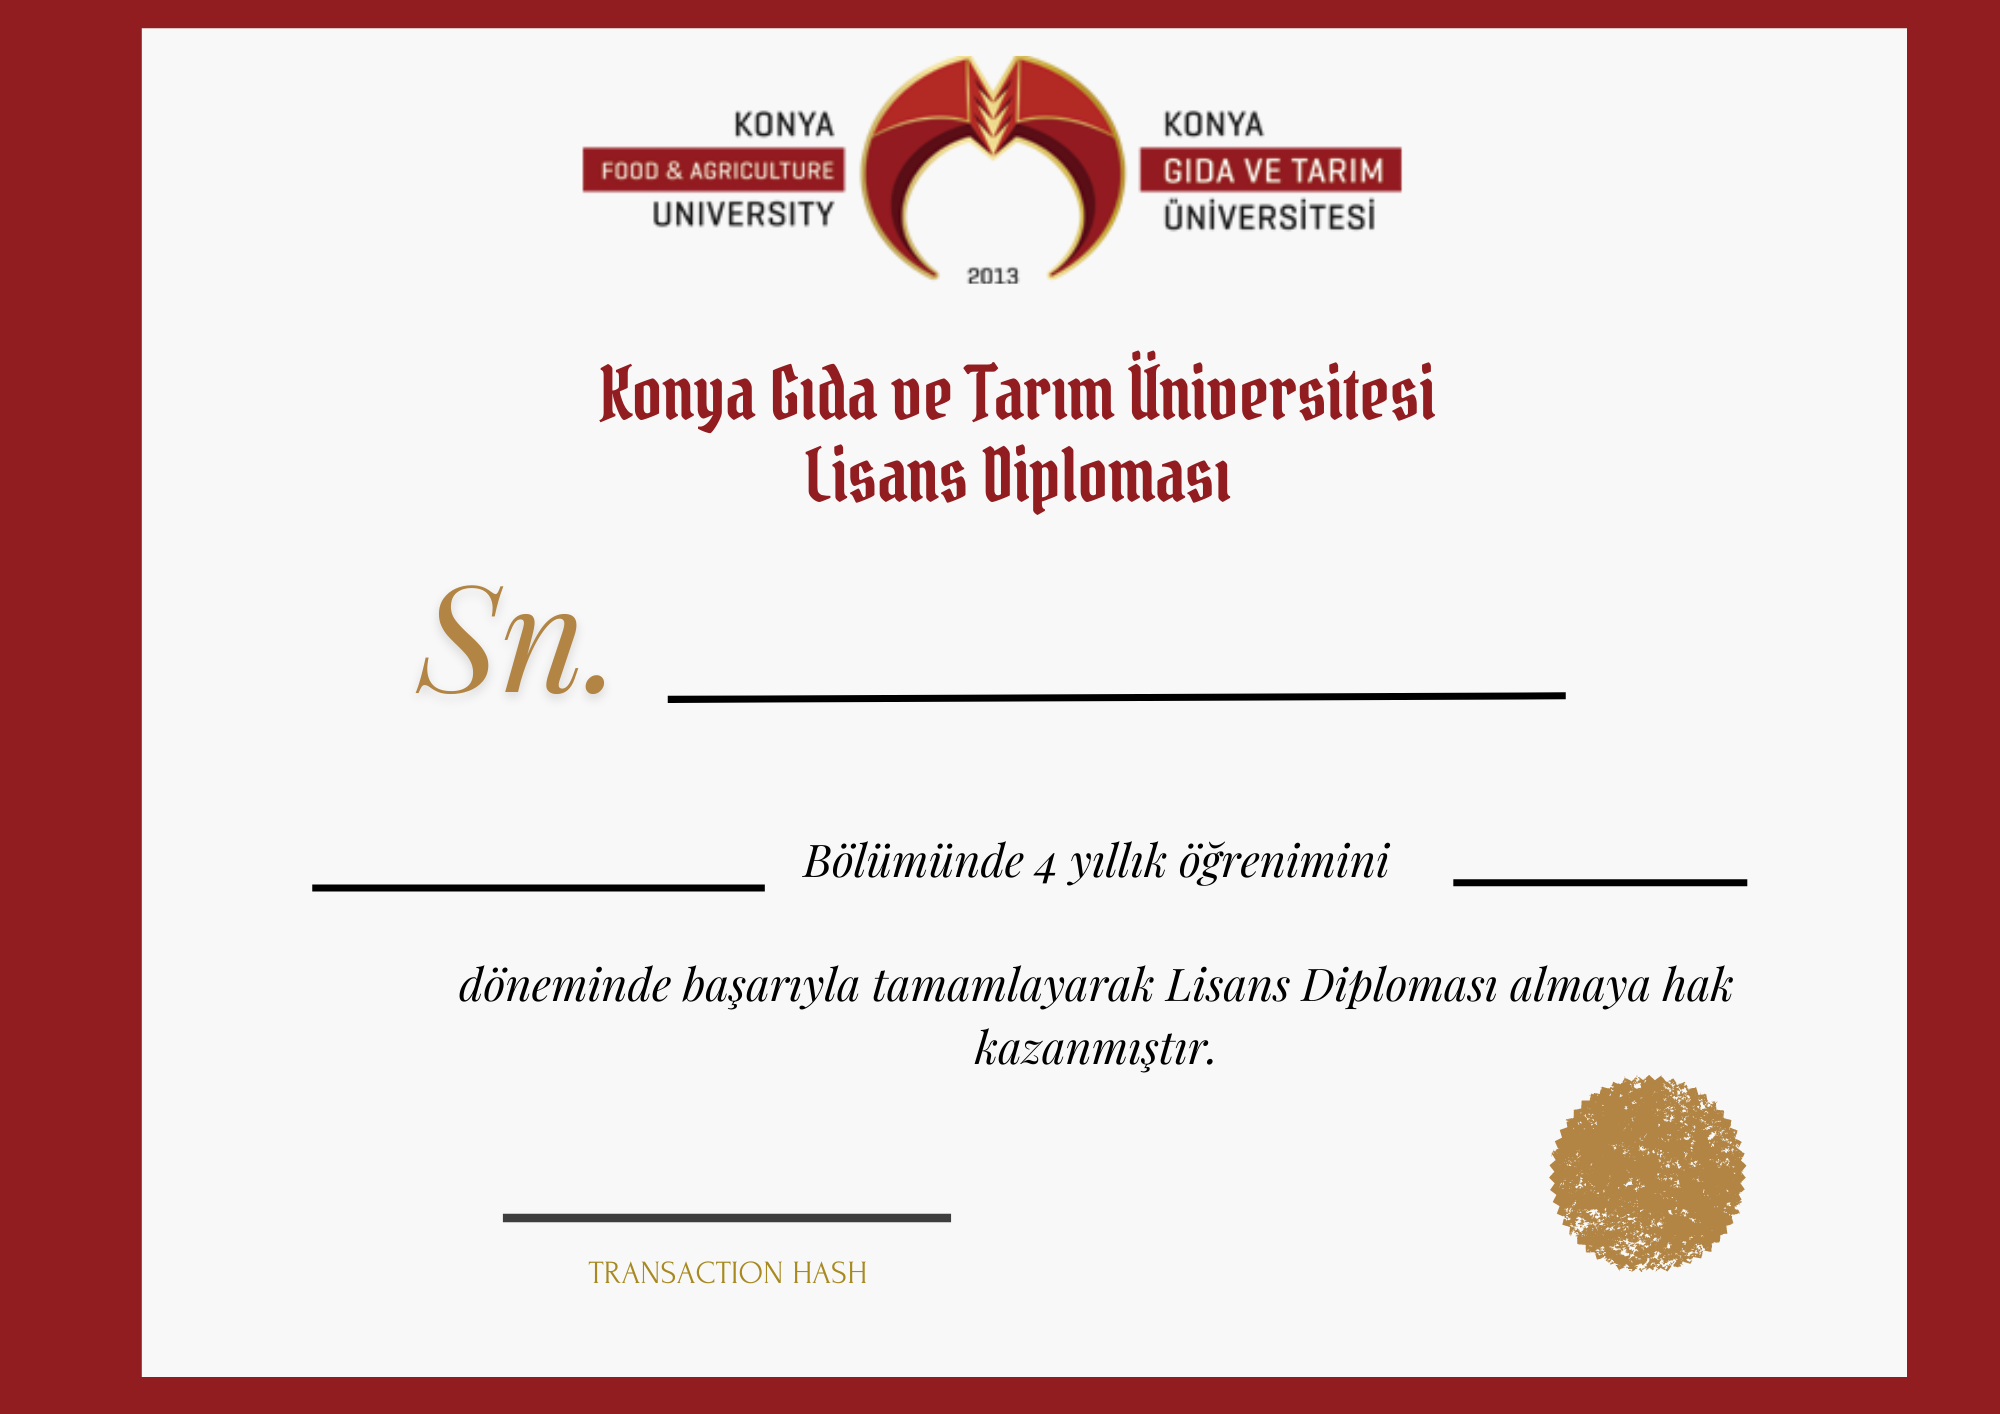 KONYA
FOOD & AGRICULTURE
UNIVERSITY
2013
KONYA
GIDA VE TARIM
ÜNİVERSİTESİ
Konya Gıda ve Tarım Üniversitesi
Lisans Diploması
Sn.
Bölümünde 4 yıllık öğrenimini
döneminde başarıyla tamamlayarak Lisans Diploması almaya hak
kazanmıştır.
TRANSACTION HASH